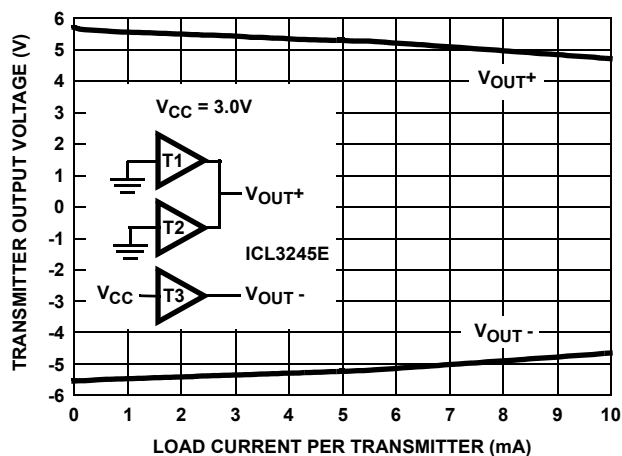 TRANSMITTER OUTPUT VOLTAGE (V)
6
5
4
3
2
1
0
-1
-2
-3
-4
-5
-6
VOUT+
VCC = 3.0V
T1
VOUT+
T2
ICL3245E
VCC
T3
VOUT -
VOUT -
0 1 2 3 4 5 6 7 8 9 10
LOAD CURRENT PER TRANSMITTER (mA)